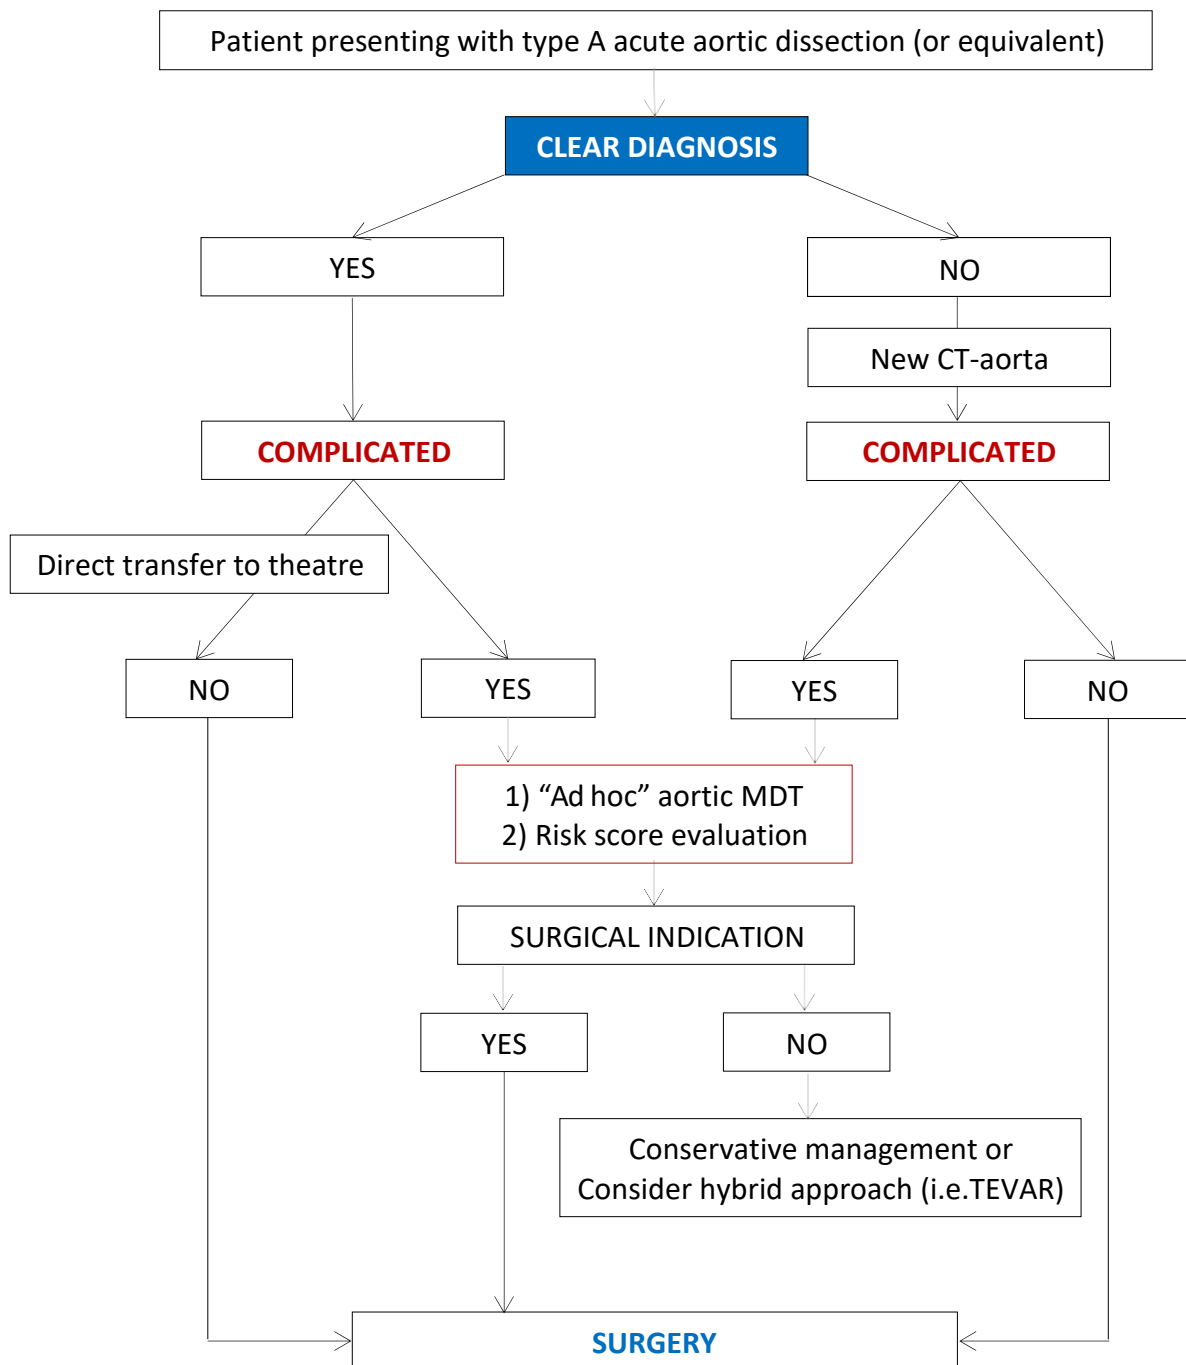 Patient presenting with type A acute aortic dissection (or equivalent)
CLEAR DIAGNOSIS
YES
NO
New CT-aorta
COMPLICATED
COMPLICATED
Direct transfer to theatre
NO
YES
YES
NO
1) “Ad hoc” aortic MDT
2) Risk score evaluation
SURGICAL INDICATION
YES
NO
Conservative management or
Consider hybrid approach (i.e.TEVAR)
SURGERY